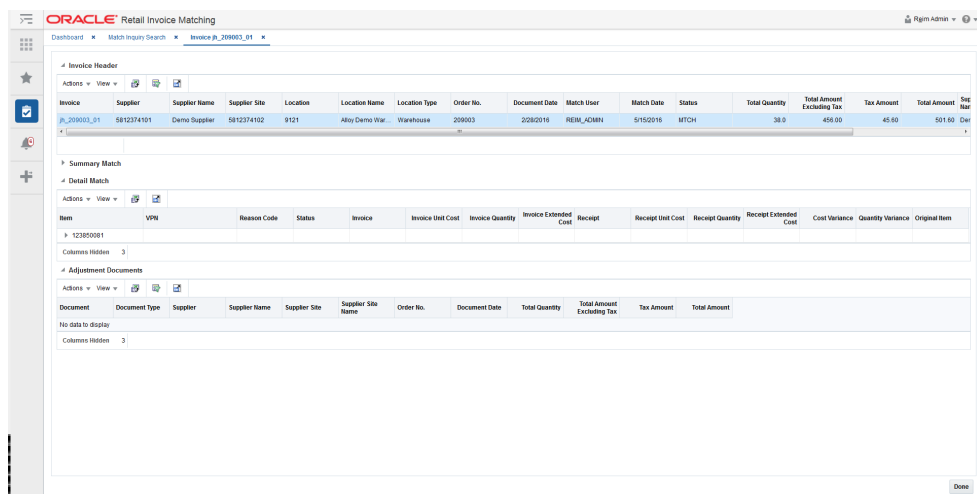 ORACLE® Retail Invoice Matching
Reim Admin
Dashboard × Match Inquiry Search × Invoice jh_209003_01 ×
Invoice Header
Actions View
Invoice Supplier Supplier Name Supplier Site Location Location Name Location Type Order No. Document Date Match User Match Date Status Total Quantity Total Amount Excluding Tax Tax Amount Total Amount
jh_209003_01 5812374101 Demo Supplier 5812374102 9121 Alloy Demo War... Warehouse 209003 2/28/2016 REIM_ADMIN 5/15/2016 MTCH 38.0 456.00 45.60 501.60
Summary Match
Detail Match
Actions View
Item VPN Reason Code Status Invoice Invoice Unit Cost Invoice Quantity Invoice Extended Cost Receipt Receipt Unit Cost Receipt Quantity Receipt Extended Cost Cost Variance Quantity Variance Original Item
123850081
Columns Hidden 3
Adjustment Documents
Actions View
Document Document Type Supplier Supplier Name Supplier Site Supplier Site Name Order No. Document Date Total Quantity Total Amount Excluding Tax Tax Amount Total Amount
No data to display
Columns Hidden 3
Done